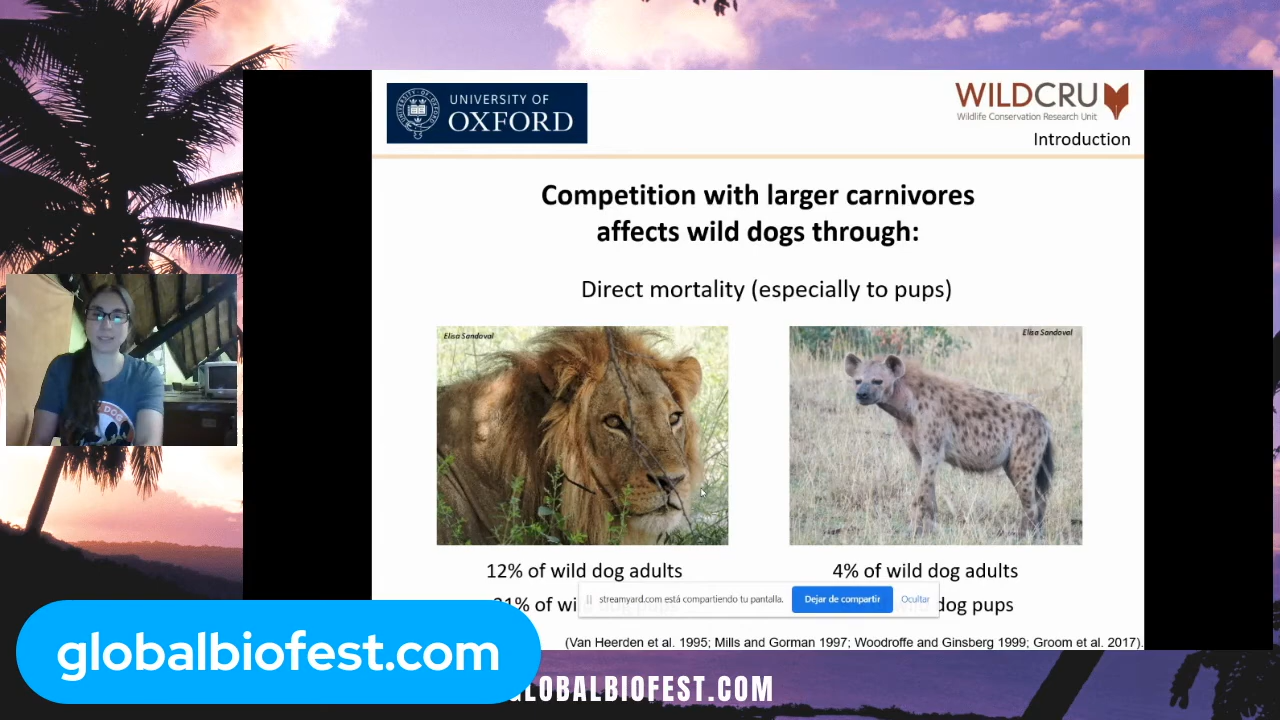 UNIVERSITY OF
OXFORD
WILDCRU
Wildlife Conservation Research Unit
Introduction
Competition with larger carnivores
affects wild dogs through:
Direct mortality (especially to pups)
Elisa Sandoval
Elisa Sandoval
12% of wild dog adults
4% of wild dog adults
dog pups
streamyard.com está compartiendo tu pantalla.
Dejar de compartir
Ocultar
(Van Heerden et al. 1995; Mills and Gorman 1997; Woodroffe and Ginsberg 1999; Groom et al. 2017).
globalbiofest.com
GLOBALBIOFEST.COM